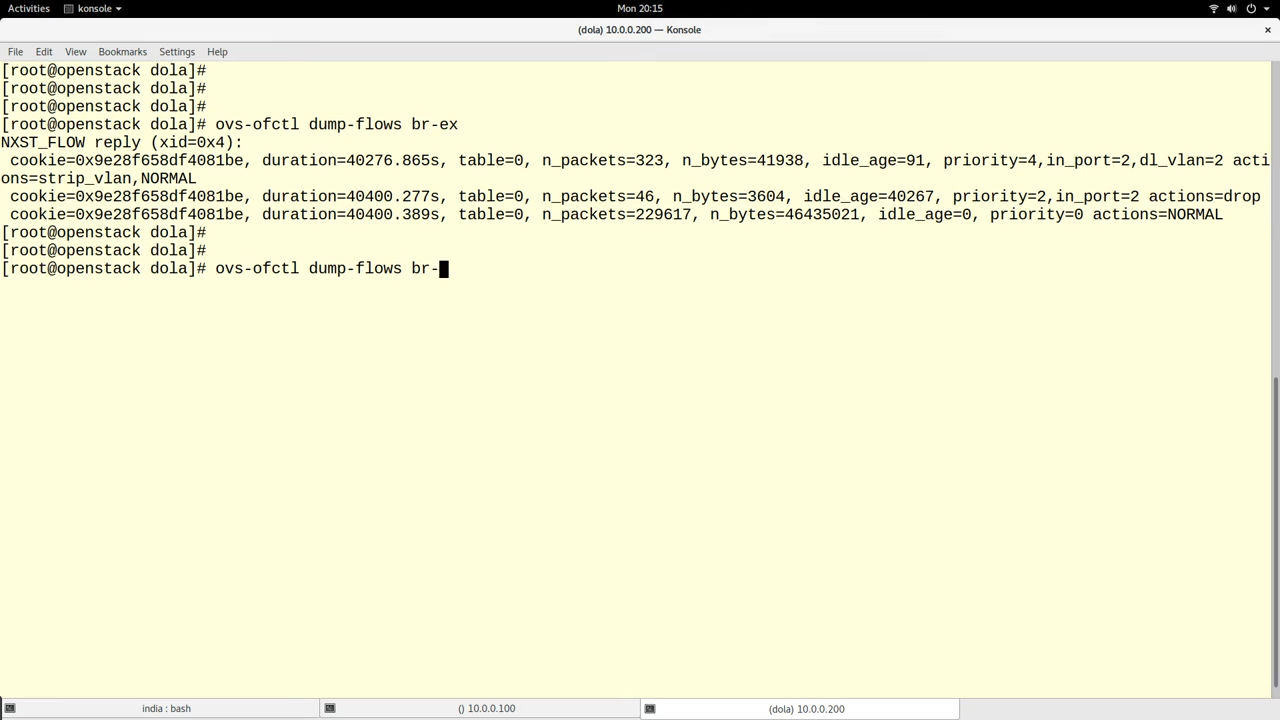 Activities konsole Mon 20:15
(dola) 10.0.0.200 — Konsole ×
File Edit View Bookmarks Settings Help
[root@openstack dola]#
[root@openstack dola]#
[root@openstack dola]#
[root@openstack dola]# ovs-ofctl dump-flows br-ex
NXST_FLOW reply (xid=0x4):
 cookie=0x9e28f658df4081be, duration=40276.865s, table=0, n_packets=323, n_bytes=41938, idle_age=91, priority=4,in_port=2,dl_vlan=2 acti
ons=strip_vlan,NORMAL
 cookie=0x9e28f658df4081be, duration=40400.277s, table=0, n_packets=46, n_bytes=3604, idle_age=40267, priority=2,in_port=2 actions=drop
 cookie=0x9e28f658df4081be, duration=40400.389s, table=0, n_packets=229617, n_bytes=46435021, idle_age=0, priority=0 actions=NORMAL
[root@openstack dola]#
[root@openstack dola]#
[root@openstack dola]# ovs-ofctl dump-flows br-
india : bash () 10.0.0.100 (dola) 10.0.0.200